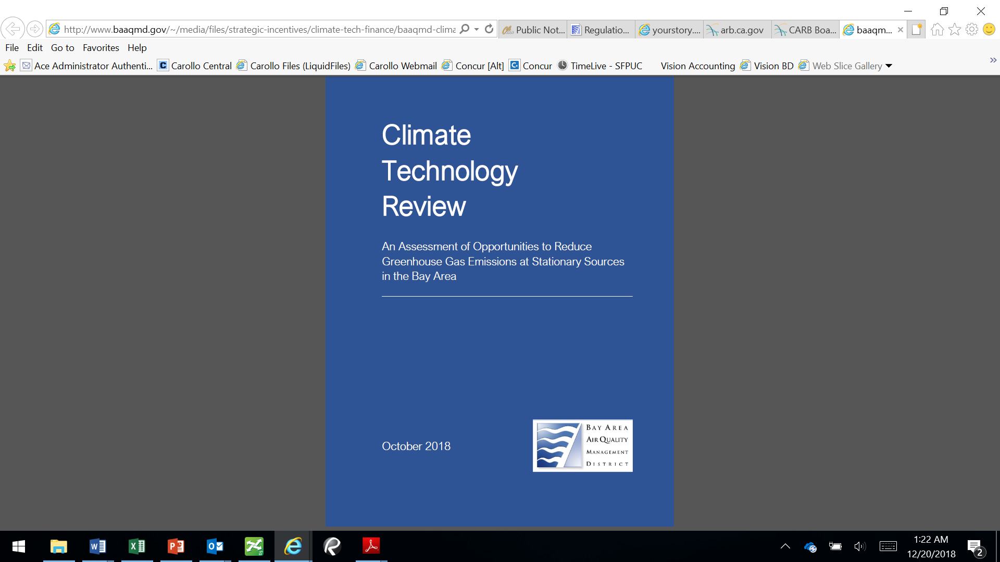 http://www.baaqmd.gov/~/media/files/strategic-incentives/climate-tech-finance/baaqmd-clima
Public Not...
Regulatio...
yourstory....
arb.ca.gov
CARB Boa...
baaqm...
File Edit Go to Favorites Help
Ace Administrator Authenti...
Carollo Central
Carollo Files (LiquidFiles)
Carollo Webmail
Concur [Alt]
Concur
TimeLive - SFPUC
Vision Accounting
Vision BD
Web Slice Gallery
Climate
Technology
Review
An Assessment of Opportunities to Reduce
Greenhouse Gas Emissions at Stationary Sources
in the Bay Area
October 2018
BAY AREA
AIR QUALITY
MANAGEMENT
DISTRICT
1:22 AM
12/20/2018
2